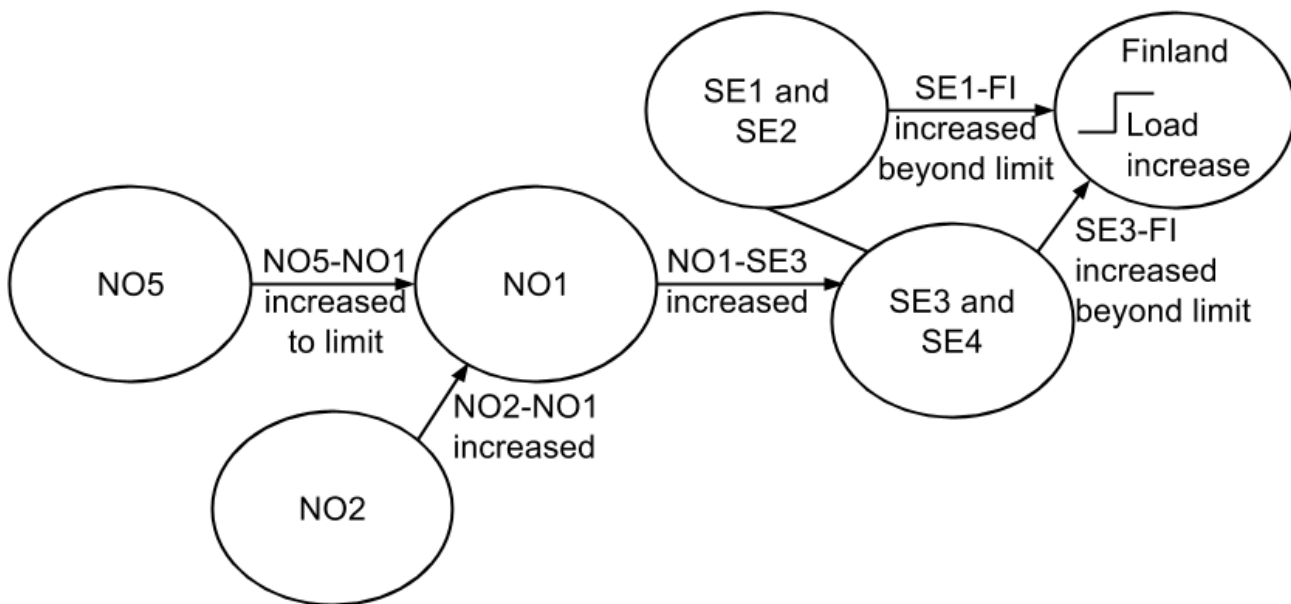 SE1 and
SE2
SE1-FI
increased
beyond limit
Finland
Load
increase
NO5
NO5-NO1
increased
to limit
NO1
NO1-SE3
increased
SE3 and
SE4
SE3-FI
increased
beyond limit
NO2-NO1
increased
NO2